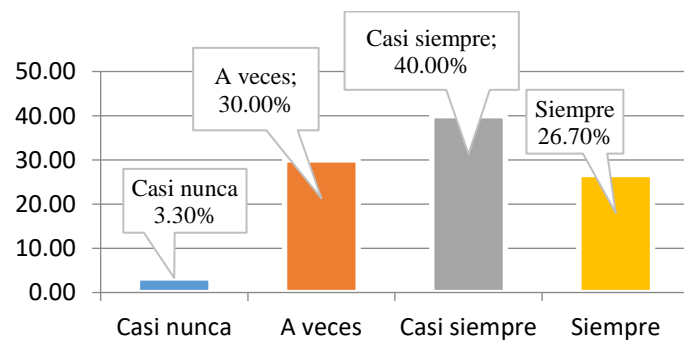 Casi siempre;
40.00%
A veces;
30.00%
Siempre
26.70%
Casi nunca
3.30%
50.00
40.00
30.00
20.00
10.00
0.00
Casi nunca
A veces
Casi siempre
Siempre